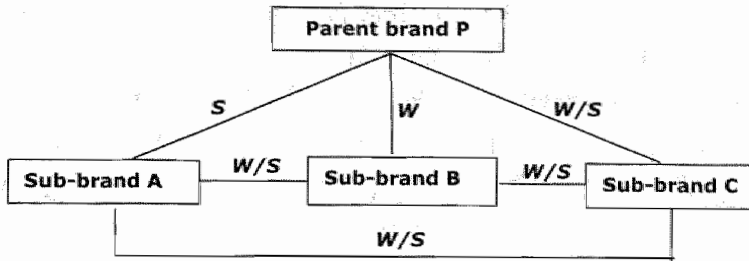 Parent brand P
S
W
W/S
Sub-brand A
W/S
Sub-brand B
W/S
Sub-brand C
W/S